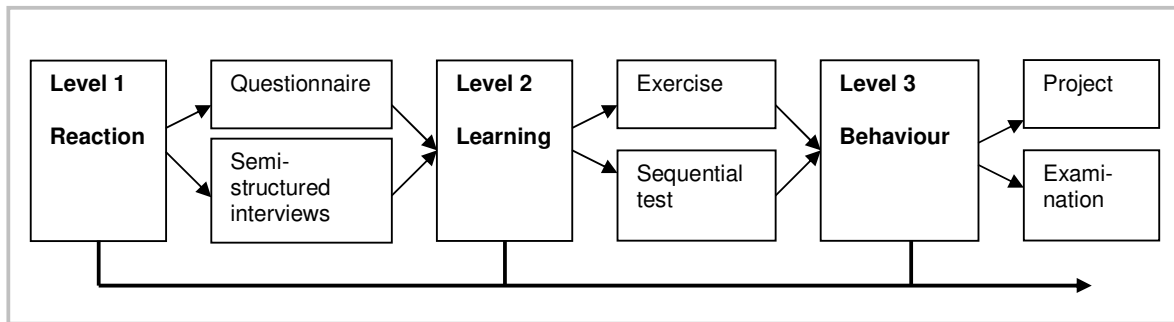 Level 1
Reaction
Questionnaire
Semi-
structured
interviews
Level 2
Learning
Exercise
Sequential
test
Level 3
Behaviour
Project
Exami-
nation